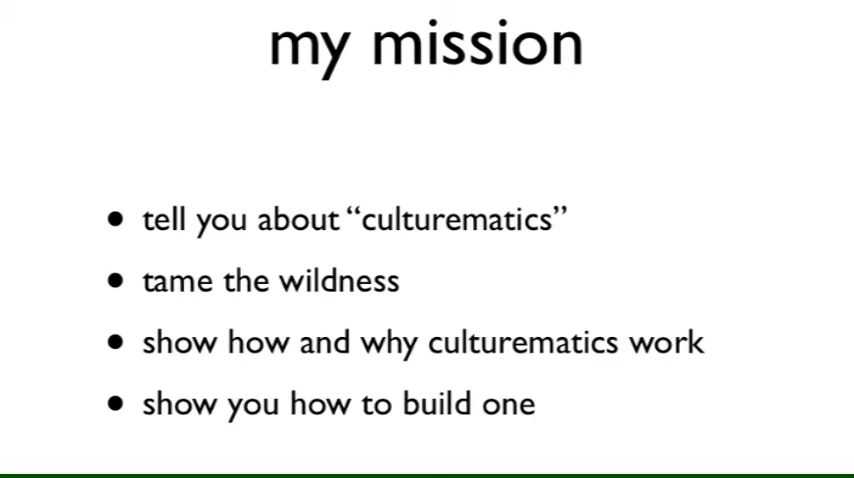 my mission
• tell you about “culturematics”
• tame the wildness
• show how and why culturematics work
• show you how to build one